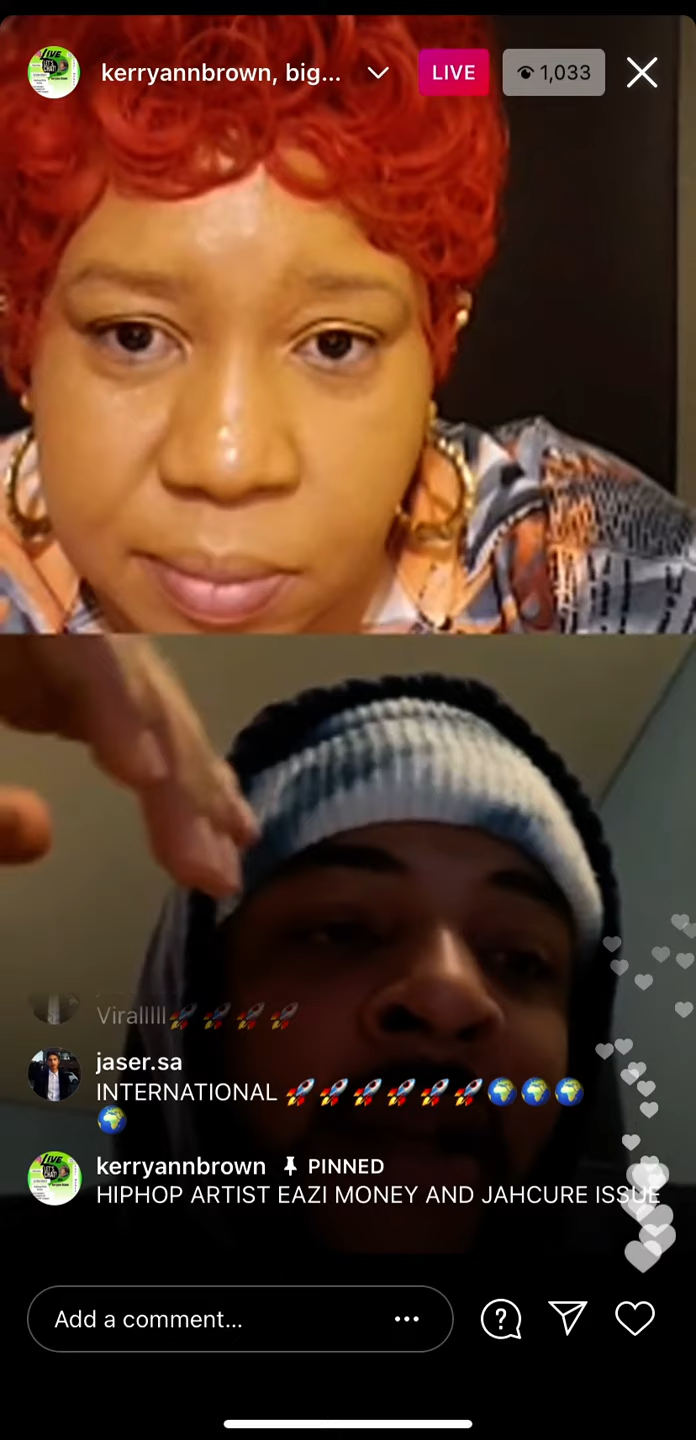 kerryannbrown, big...
LIVE
1,033
Virallll🚀🚀🚀🚀
jaser.sa
INTERNATIONAL 🚀🚀🚀🚀🚀🚀🌍🌍🌍
🌍
kerryannbrown PINNED
HIPHOP ARTIST EAZI MONEY AND JAHCURE ISSUE
Add a comment...